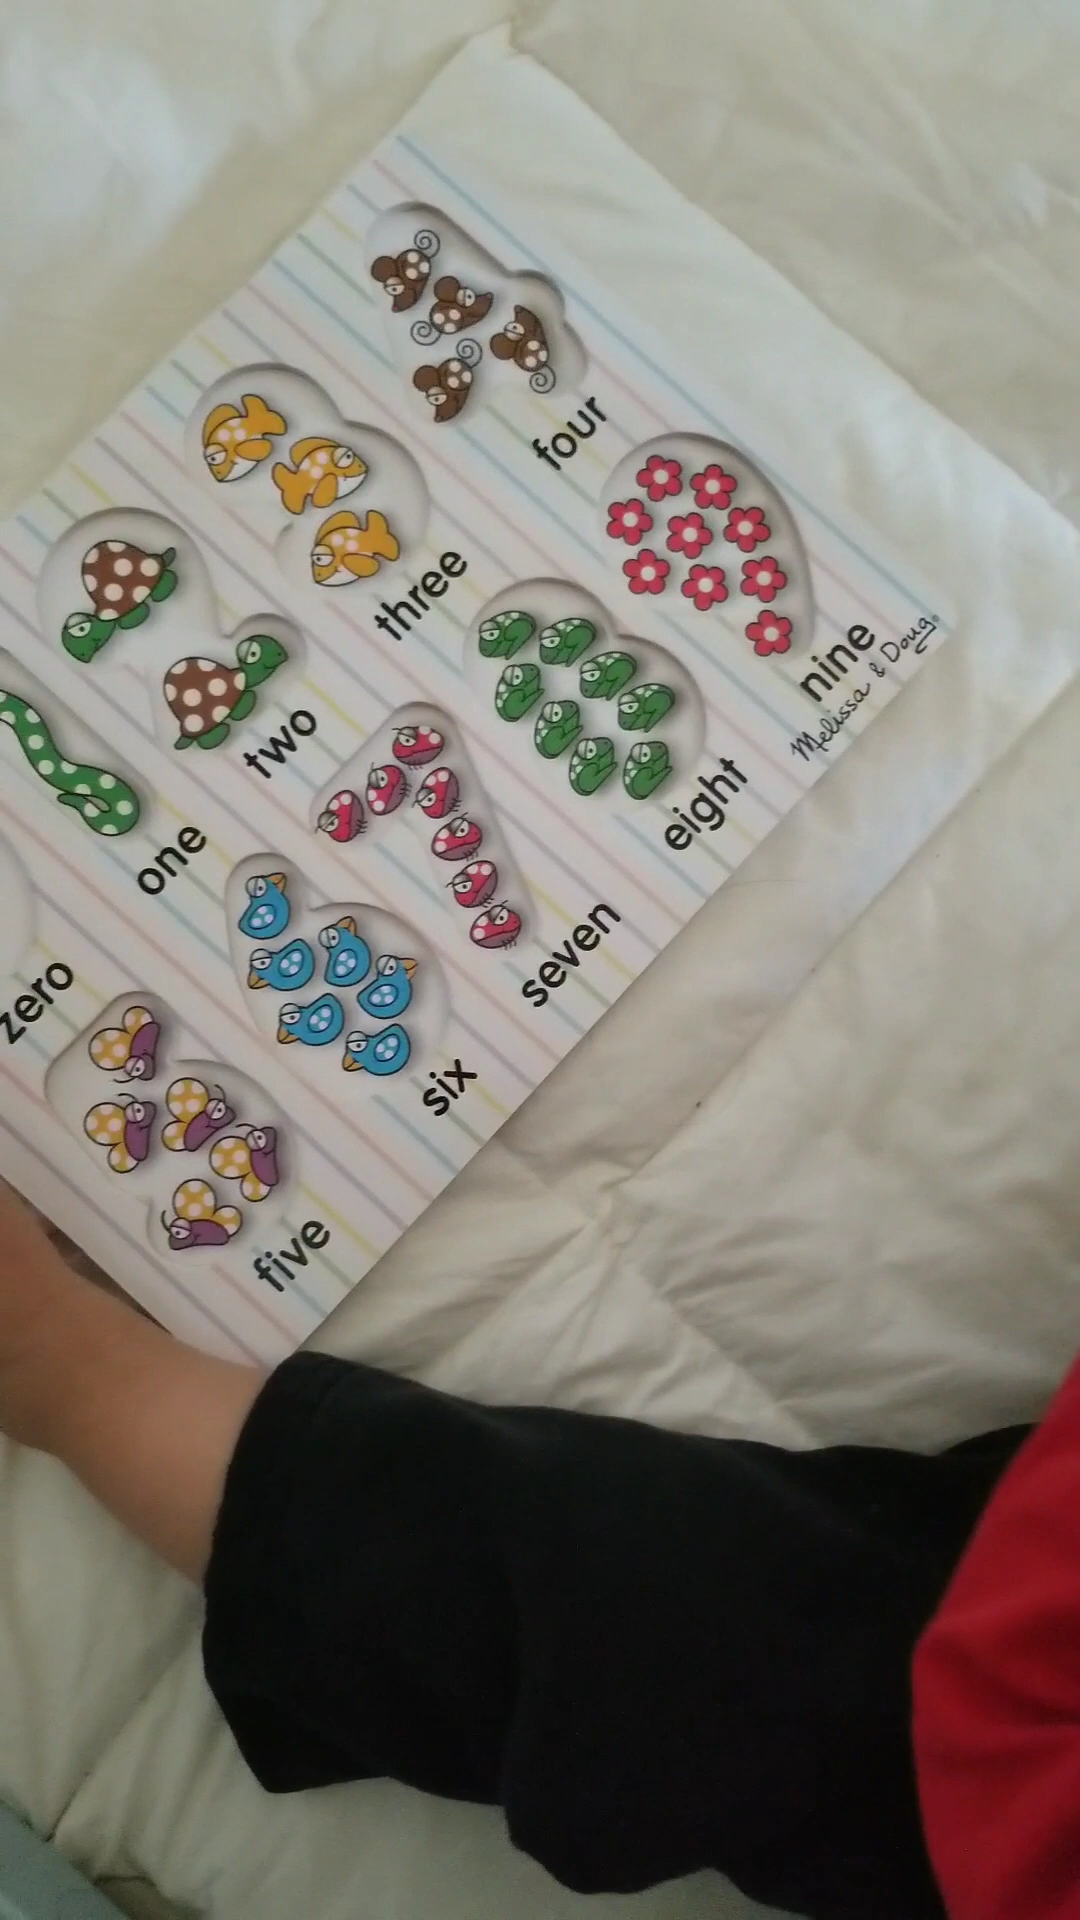 zero
one
two
three
four
five
six
seven
eight
nine
Melissa & Doug®